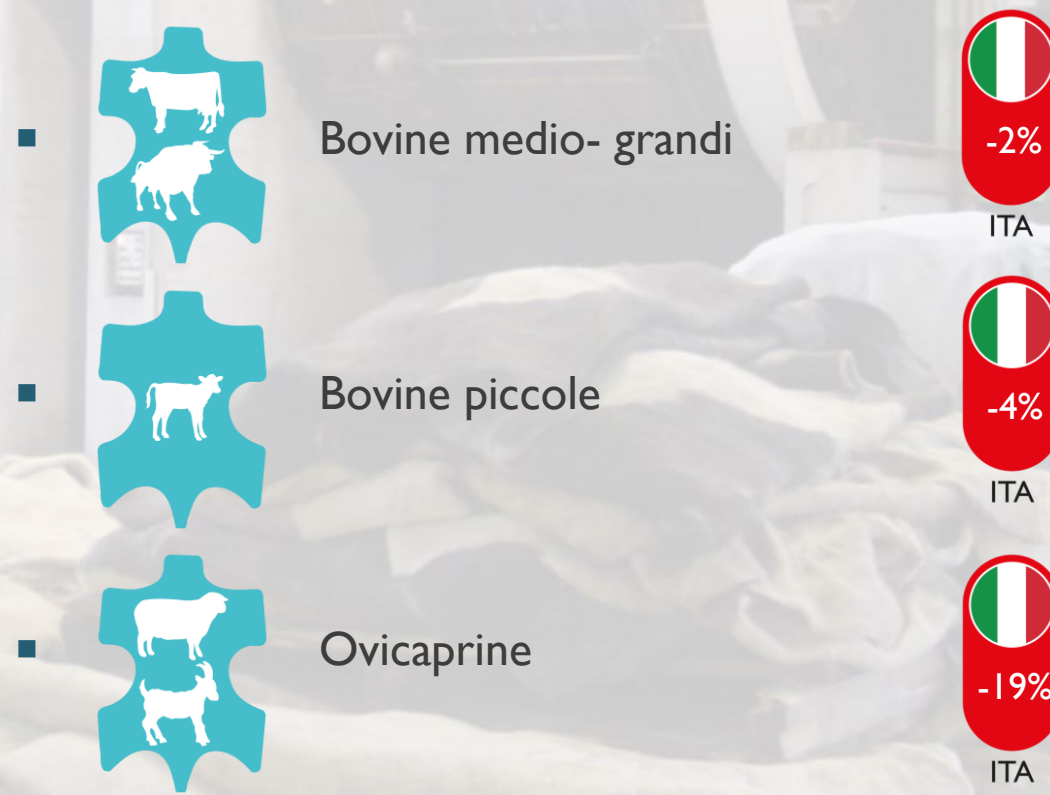 Bovine medio- grandi
-2%
ITA
Bovine piccole
-4%
ITA
Ovicaprine
-19%
ITA